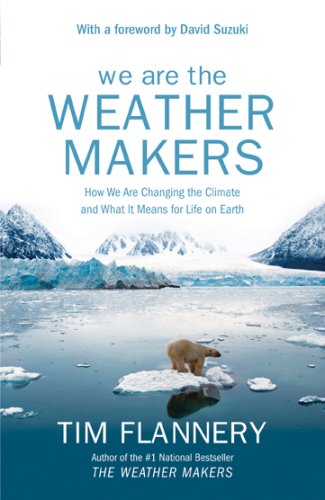 With a foreword by David Suzuki
we are the
WEATHER
MAKERS
How We Are Changing the Climate
and What It Means for Life on Earth
TIM FLANNERY
Author of the #1 National Bestseller
THE WEATHER MAKERS